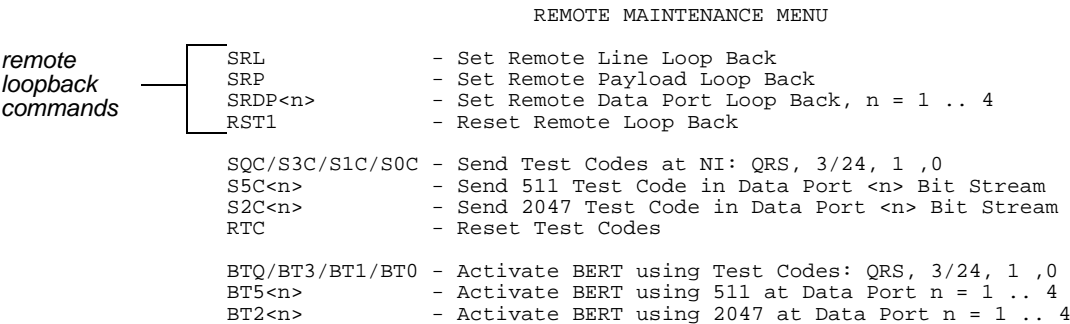 REMOTE MAINTENANCE MENU
remote
loopback
commands
SRL - Set Remote Line Loop Back
SRP - Set Remote Payload Loop Back
SRDP<n> - Set Remote Data Port Loop Back, n = 1 .. 4
RST1 - Reset Remote Loop Back
SQC/S3C/S1C/S0C - Send Test Codes at NI: QRS, 3/24, 1 ,0
S5C<n> - Send 511 Test Code in Data Port <n> Bit Stream
S2C<n> - Send 2047 Test Code in Data Port <n> Bit Stream
RTC - Reset Test Codes
BTQ/BT3/BT1/BT0 - Activate BERT using Test Codes: QRS, 3/24, 1 ,0
BT5<n> - Activate BERT using 511 at Data Port n = 1 .. 4
BT2<n> - Activate BERT using 2047 at Data Port n = 1 .. 4